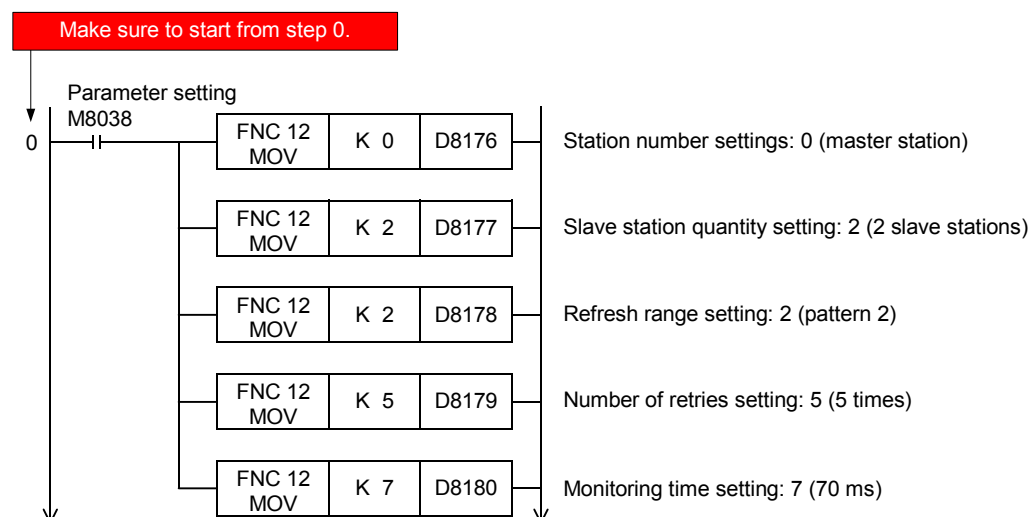 Make sure to start from step 0.
Parameter setting
M8038
0
FNC 12
MOV
K 0
D8176
Station number settings: 0 (master station)
FNC 12
MOV
K 2
D8177
Slave station quantity setting: 2 (2 slave stations)
FNC 12
MOV
K 2
D8178
Refresh range setting: 2 (pattern 2)
FNC 12
MOV
K 5
D8179
Number of retries setting: 5 (5 times)
FNC 12
MOV
K 7
D8180
Monitoring time setting: 7 (70 ms)